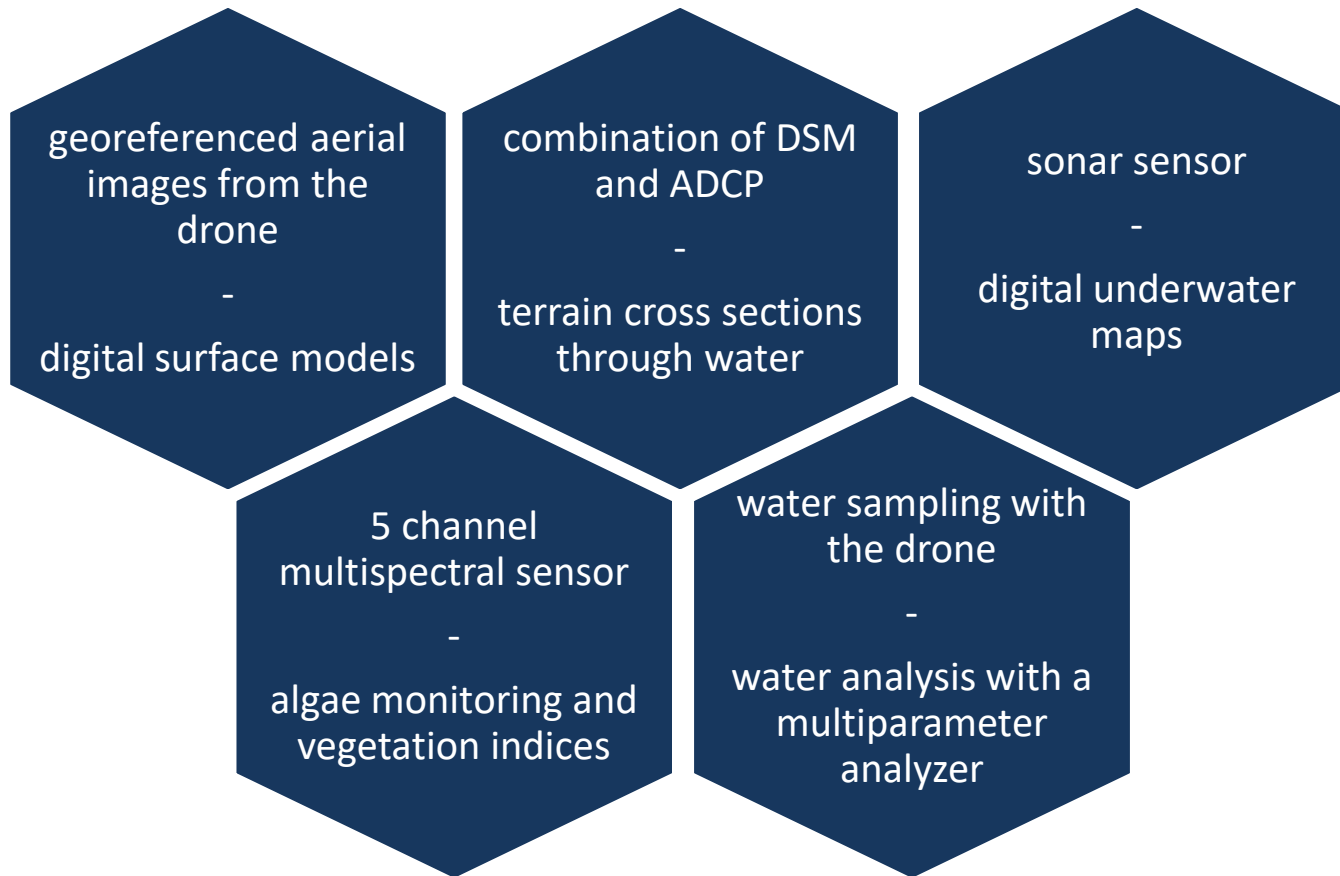 georeferenced aerial
images from the
drone
-
digital surface models
combination of DSM
and ADCP
-
terrain cross sections
through water
sonar sensor
-
digital underwater
maps
5 channel
multispectral sensor
-
algae monitoring and
vegetation indices
water sampling with
the drone
-
water analysis with a
multiparameter
analyzer